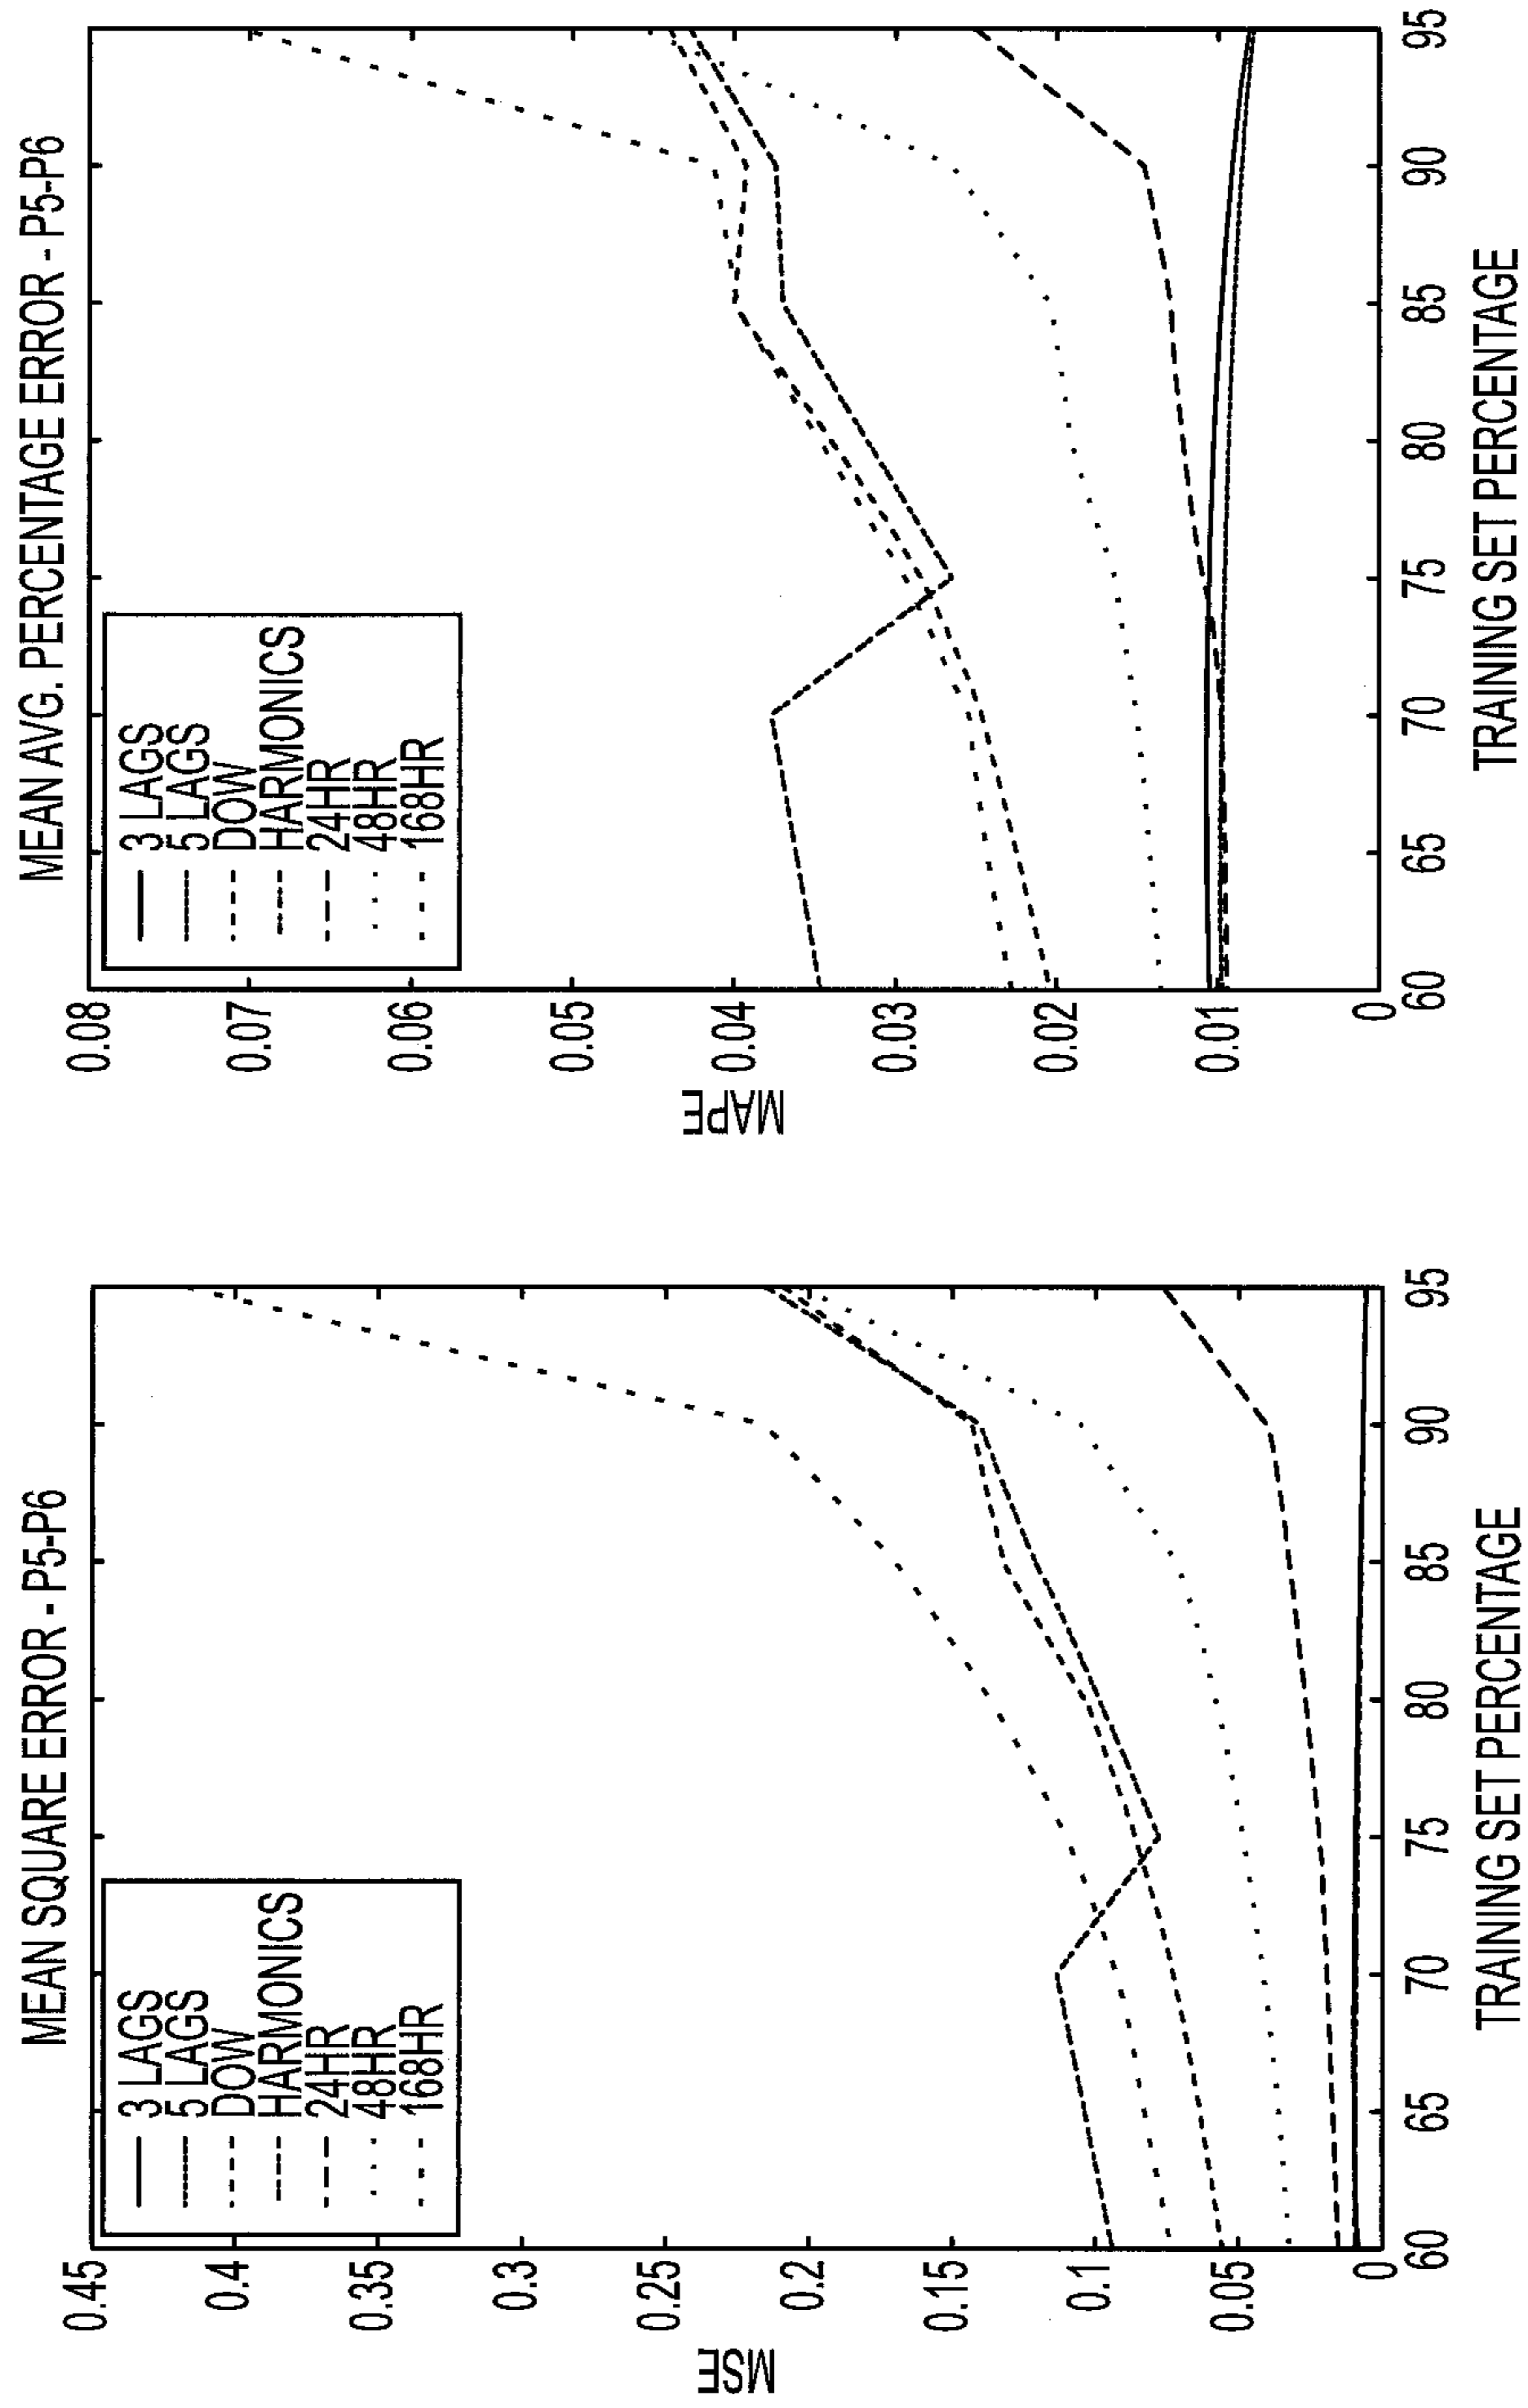 MEAN SQUARE ERROR - P5-P6
3 LAGS
5 LAGS
DOW
HARMONICS
24HR
48HR
168HR
MSE
0.45
0.4
0.35
0.3
0.25
0.2
0.15
0.1
0.05
0
60
65
70
75
80
85
90
95
TRAINING SET PERCENTAGE
MEAN AVG. PERCENTAGE ERROR - P5-P6
3 LAGS
5 LAGS
DOW
HARMONICS
24HR
48HR
168HR
MAPE
0.08
0.07
0.06
0.05
0.04
0.03
0.02
0.01
0
60
65
70
75
80
85
90
95
TRAINING SET PERCENTAGE